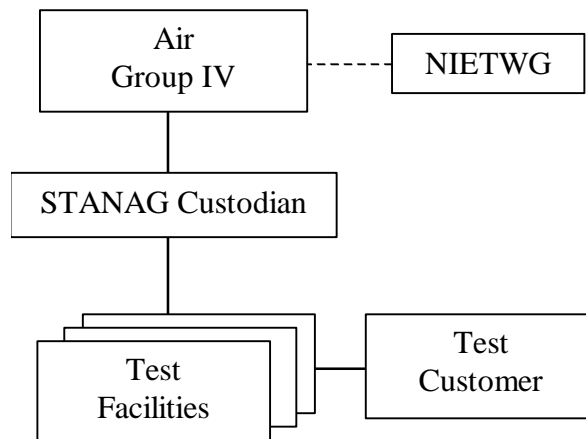 Air
Group IV
NIETWG
STANAG Custodian
Test
Facilities
Test
Customer